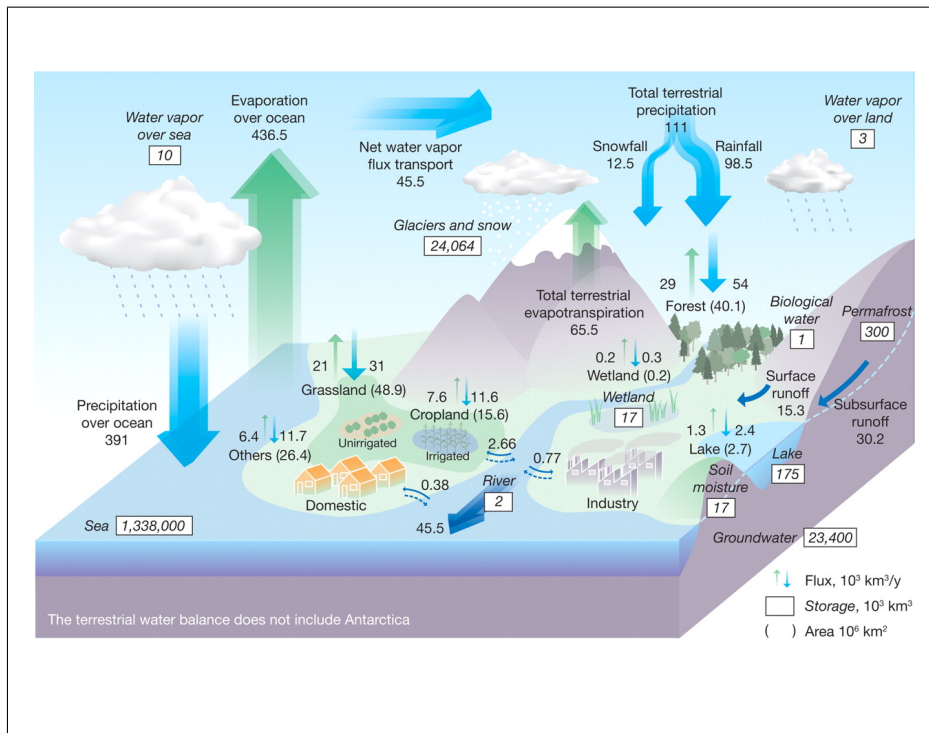 Water vapor
over sea
10
Evaporation
over ocean
436.5
Net water vapor
flux transport
45.5
Total terrestrial
precipitation
111
Snowfall
12.5
Rainfall
98.5
Water vapor
over land
3
Glaciers and snow
24,064
Total terrestrial
evapotranspiration
65.5
29
54
Forest (40.1)
Biological
water
1
Permafrost
300
21
31
Grassland (48.9)
0.2
0.3
Wetland (0.2)
Wetland
17
Surface
runoff
15.3
Subsurface
runoff
30.2
Precipitation
over ocean
391
6.4
11.7
Others (26.4)
7.6
11.6
Cropland (15.6)
Unirrigated
Irrigated
2.66
0.77
1.3
2.4
Lake (2.7)
Lake
175
Soil
moisture
17
Domestic
0.38
River
2
45.5
Industry
Sea 1,338,000
Groundwater 23,400
Flux, 10³ km³/y
Storage, 10³ km³
( ) Area 10⁶ km²
The terrestrial water balance does not include Antarctica